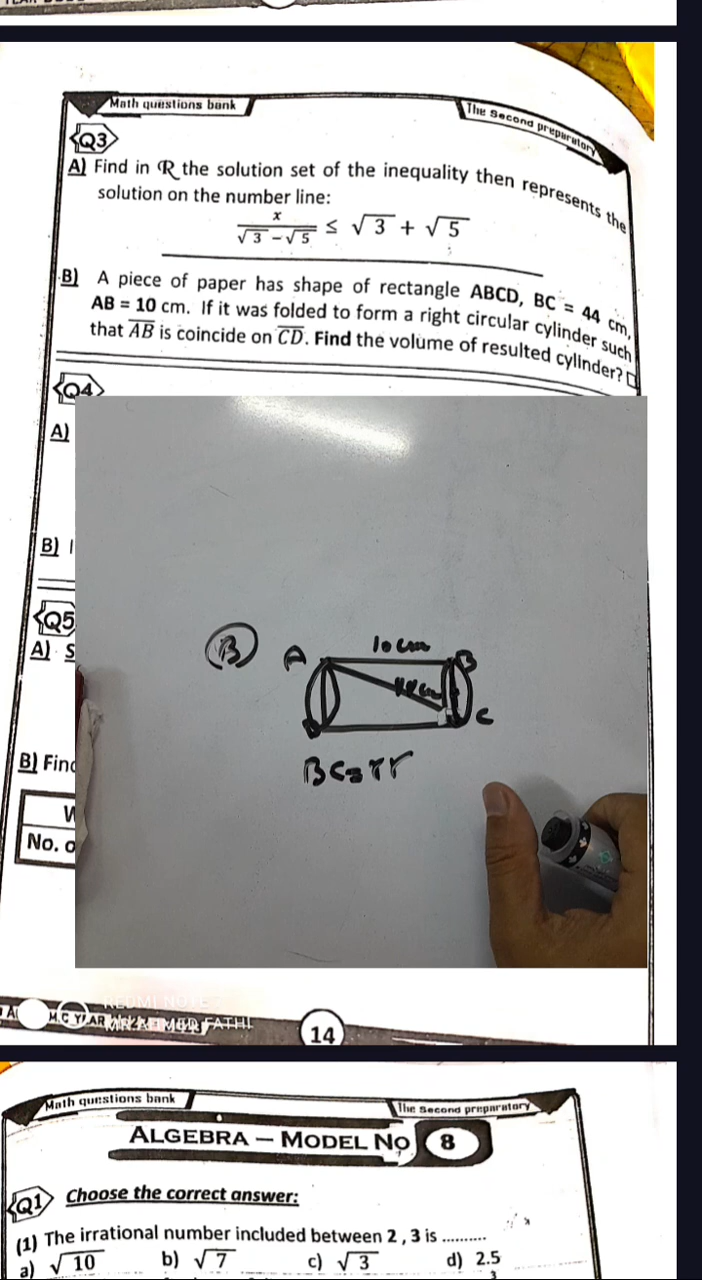 Math questions bank
The Second preparatory
Q3
A) Find in ℝ the solution set of the inequality then represents the
solution on the number line:
x / (√3 − √5) ≤ √3 + √5
B) A piece of paper has shape of rectangle ABCD, BC = 44 cm,
AB = 10 cm. If it was folded to form a right circular cylinder such
that AB is coincide on CD. Find the volume of resulted cylinder?
Q4
A)
B) I
Q5
A) S
B) Find
No. o
B
A
10 cm
B
C
REDMI NOTE
FATHI
14
Math questions bank
The Second preparatory
ALGEBRA – MODEL NO 8
Q1 Choose the correct answer:
(1) The irrational number included between 2 , 3 is ..........
a) √10 b) √7 c) √3 d) 2.5